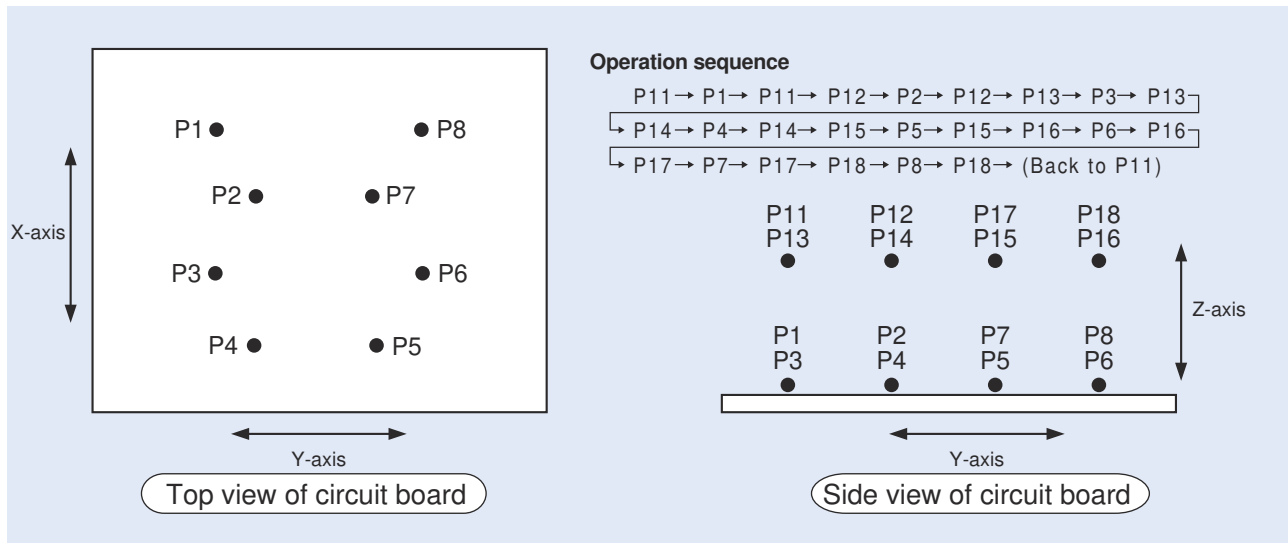 P1
P8
P2
P7
X-axis
P3
P6
P4
P5
Y-axis
Top view of circuit board
Operation sequence
P11→ P1→ P11→ P12→ P2→ P12→ P13→ P3→ P13
→ P14→ P4→ P14→ P15→ P5→ P15→ P16→ P6→ P16
→ P17→ P7→ P17→ P18→ P8→ P18→ (Back to P11)
P11 P12 P17 P18
P13 P14 P15 P16
Z-axis
P1 P2 P7 P8
P3 P4 P5 P6
Y-axis
Side view of circuit board